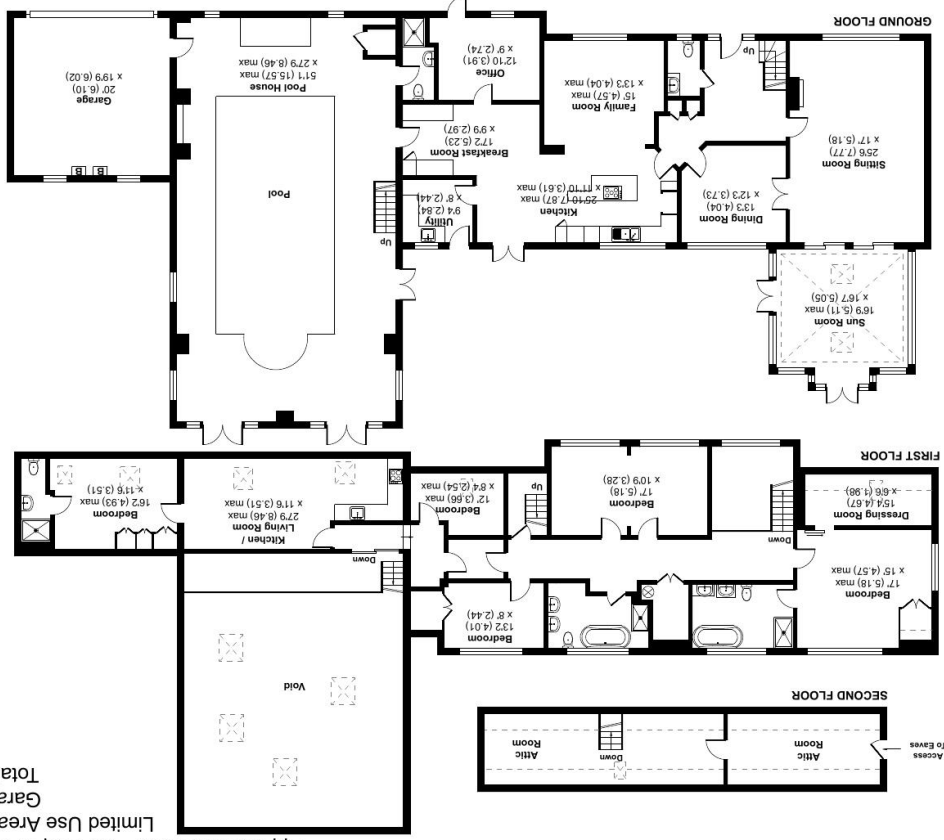 Limited Use Area
Gara
Tota
Access
To Eaves
Attic
Room
Down
Attic
Room
SECOND FLOOR
Void
Bedroom
13'2 (4.01)
x 8' (2.44)
Bedroom
17' (5.18) max
x 15' (4.57) max
Down
Down
Dressing Room
15'4 (4.67)
x 6'6 (1.98)
Bedroom
17' (5.18)
x 10'9 (3.28)
Up
Bedroom
12' (3.66)
x 8'4 (2.54) max
Kitchen /
Living Room
27'9 (8.46) max
x 11'6 (3.51) max
Bedroom
16'2 (4.93) max
x 11'6 (3.51)
FIRST FLOOR
Sun Room
16'9 (5.11) max
x 16'7 (5.05)
Up
Utility
9'4 (2.84)
x 8' (2.44)
Dining Room
13'3 (4.04)
x 12'3 (3.73)
Kitchen
25'10 (7.87) max
x 11'10 (3.61) max
Pool
Sitting Room
25'6 (7.77)
x 17' (5.18)
Breakfast Room
17'2 (5.23)
x 9'9 (2.97)
B
B
Family Room
15' (4.57) max
x 13'3 (4.04) max
Garage
20' (6.10)
x 19'9 (6.02)
Pool House
51'1 (15.57) max
x 27'9 (8.46) max
Office
12'10 (3.91)
x 9' (2.74)
Up
GROUND FLOOR